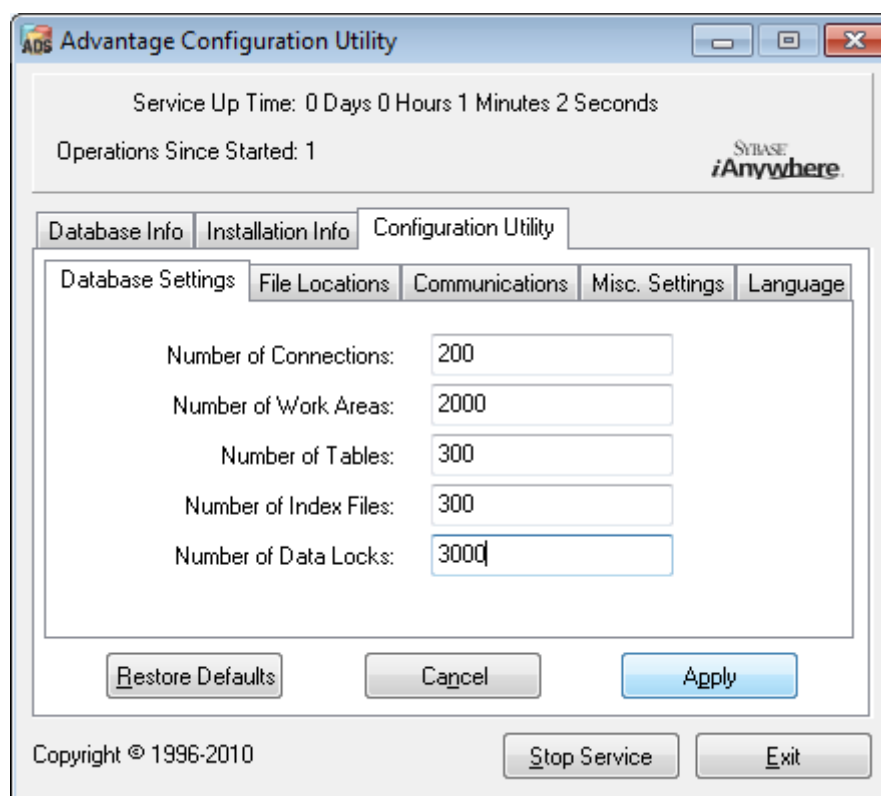 ADS Advantage Configuration Utility
Service Up Time: 0 Days 0 Hours 1 Minutes 2 Seconds
Operations Since Started: 1
SYBASE
iAnywhere.
Database Info Installation Info Configuration Utility
Database Settings File Locations Communications Misc. Settings Language
Number of Connections: 200
Number of Work Areas: 2000
Number of Tables: 300
Number of Index Files: 300
Number of Data Locks: 3000
Restore Defaults Cancel Apply
Copyright © 1996-2010 Stop Service Exit